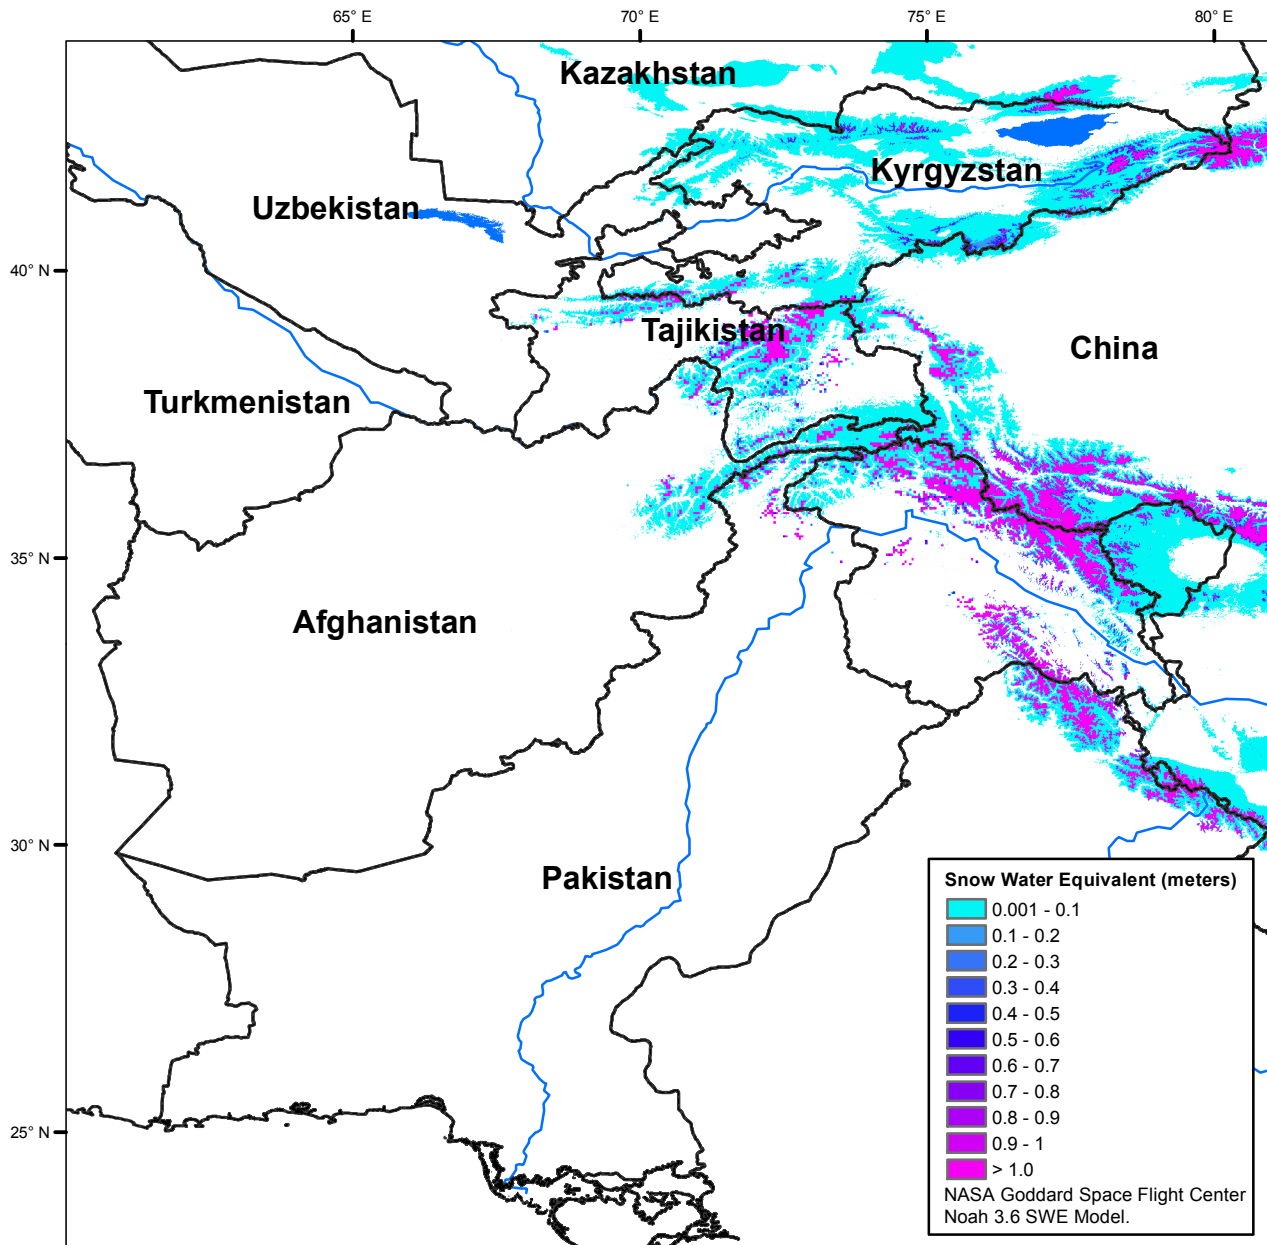 65° E
70° E
75° E
80° E
Kazakhstan
Kyrgyzstan
Uzbekistan
40° N
Tajikistan
China
Turkmenistan
35° N
Afghanistan
30° N
Pakistan
25° N
Snow Water Equivalent (meters)
0.001 - 0.1
0.1 - 0.2
0.2 - 0.3
0.3 - 0.4
0.4 - 0.5
0.5 - 0.6
0.6 - 0.7
0.7 - 0.8
0.8 - 0.9
0.9 - 1
> 1.0
NASA Goddard Space Flight Center
Noah 3.6 SWE Model.